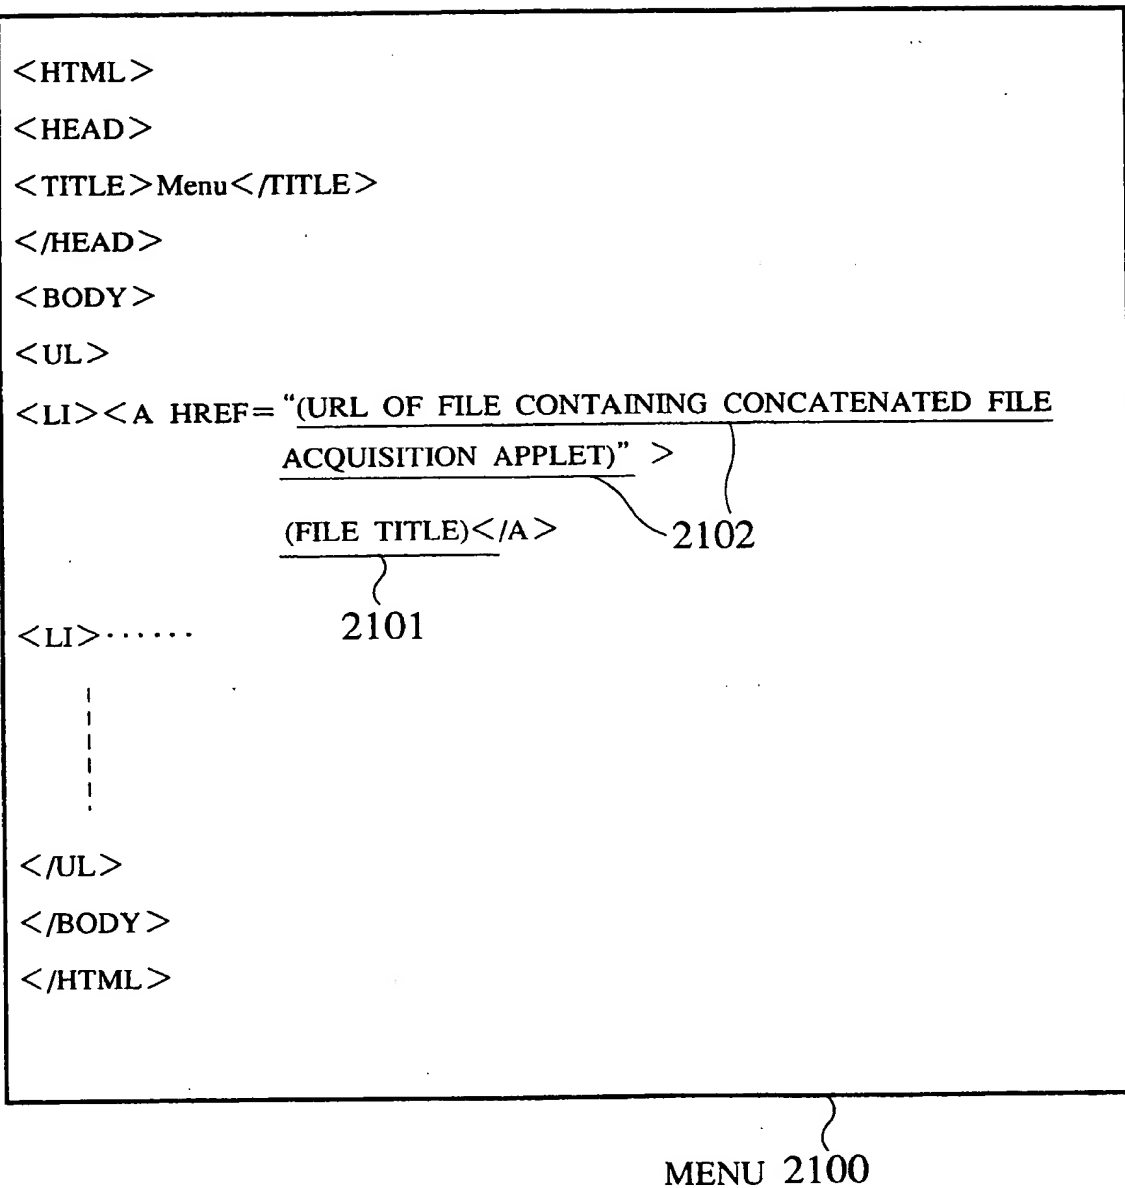 <HTML>
<HEAD>
<TITLE>Menu</TITLE>
</HEAD>
<BODY>
<UL>
<LI><A HREF= “(URL OF FILE CONTAINING CONCATENATED FILE
ACQUISITION APPLET)” >
(FILE TITLE)</A>
2102
2101
<LI>······
</UL>
</BODY>
</HTML>
MENU 2100